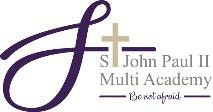 St John Paul II
Multi Academy
Be not afraid